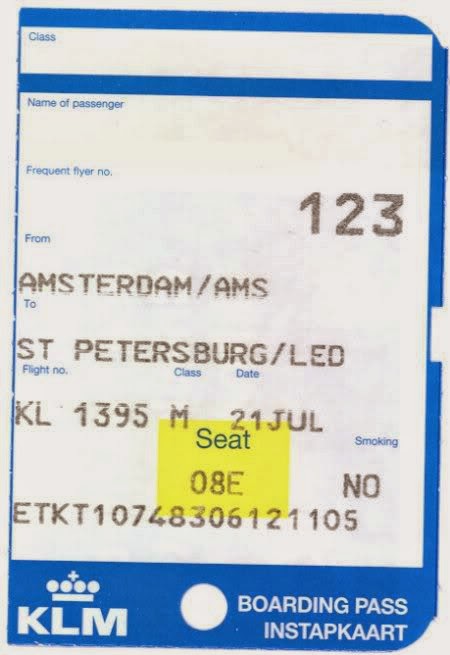 Class
Name of passenger
Frequent flyer no.
123
From
AMSTERDAM/AMS
To
ST PETERSBURG/LED
Flight no. Class Date
KL 1395 M 21JUL
Seat Smoking
08E NO
ETKT10748306121105
KLM
BOARDING PASS
INSTAPKAART